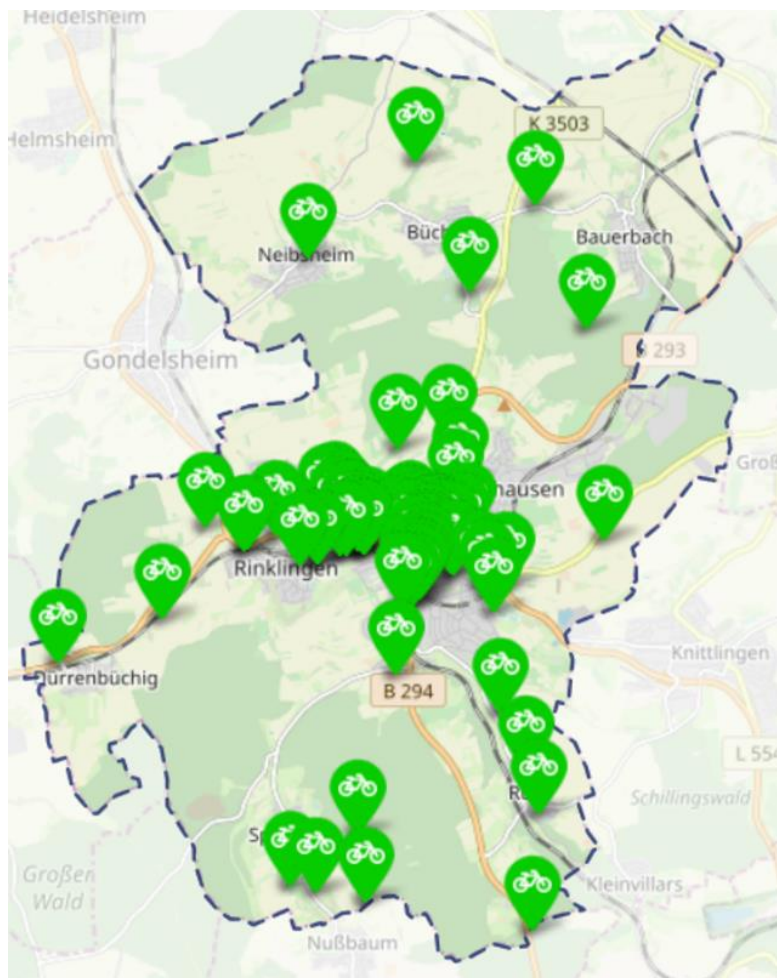 Heidelsheim
Helmsheim
K 3503
Neibsheim
Büch
Bauerbach
Gondelsheim
B 293
Groß
hausen
Rinklingen
Dürrenbüchig
Knittlingen
B 294
L 554
Schillingswald
Sp
Großer
Wald
Kleinvillars
Nußbaum